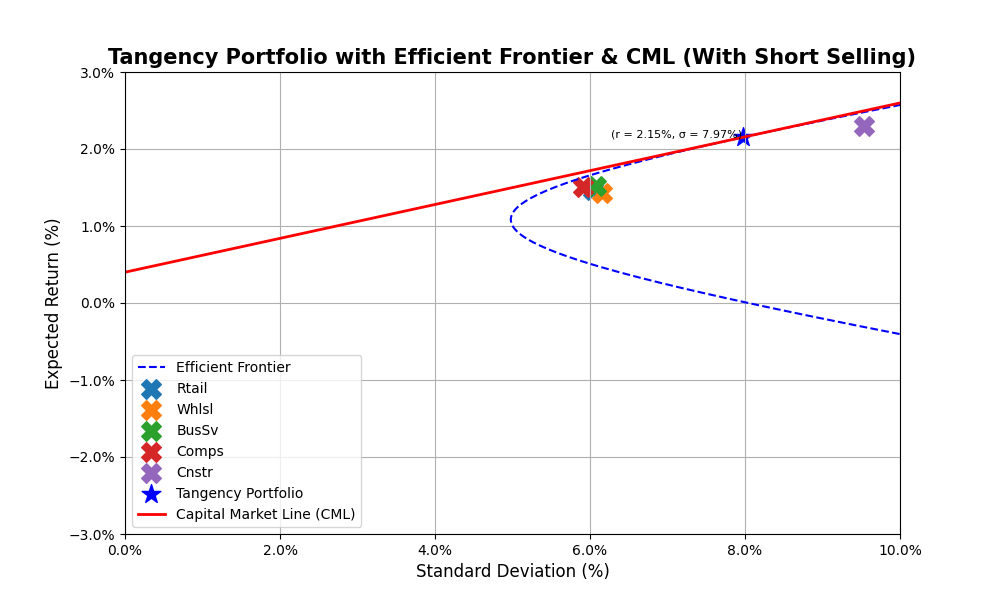 Tangency Portfolio with Efficient Frontier & CML (With Short Selling)
3.0%
2.0%
1.0%
0.0%
−1.0%
−2.0%
−3.0%
Expected Return (%)
(r = 2.15%, σ = 7.97%)
Efficient Frontier
Rtail
Whlsl
BusSv
Comps
Cnstr
Tangency Portfolio
Capital Market Line (CML)
0.0% 2.0% 4.0% 6.0% 8.0% 10.0%
Standard Deviation (%)